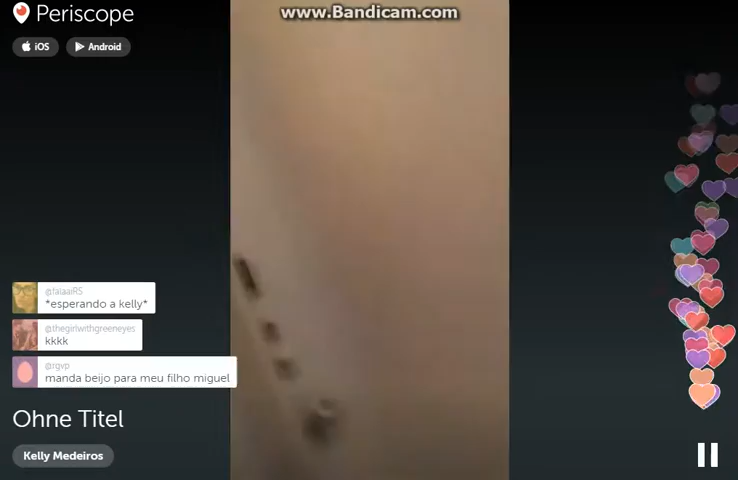 Periscope
www.Bandicam.com
iOS
Android
@falaaiRS
*esperando a kelly*
@thegirlwithgreeneyes
kkkk
@rgvp
manda beijo para meu filho miguel
Ohne Titel
Kelly Medeiros